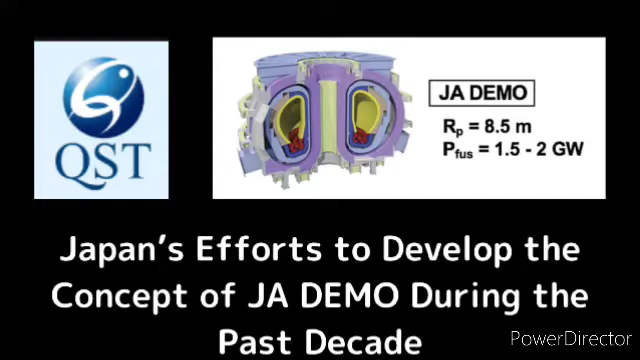 QST
JA DEMO
Rp = 8.5 m
Pfus = 1.5 - 2 GW
Japan's Efforts to Develop the
Concept of JA DEMO During the
Past Decade
PowerDirector